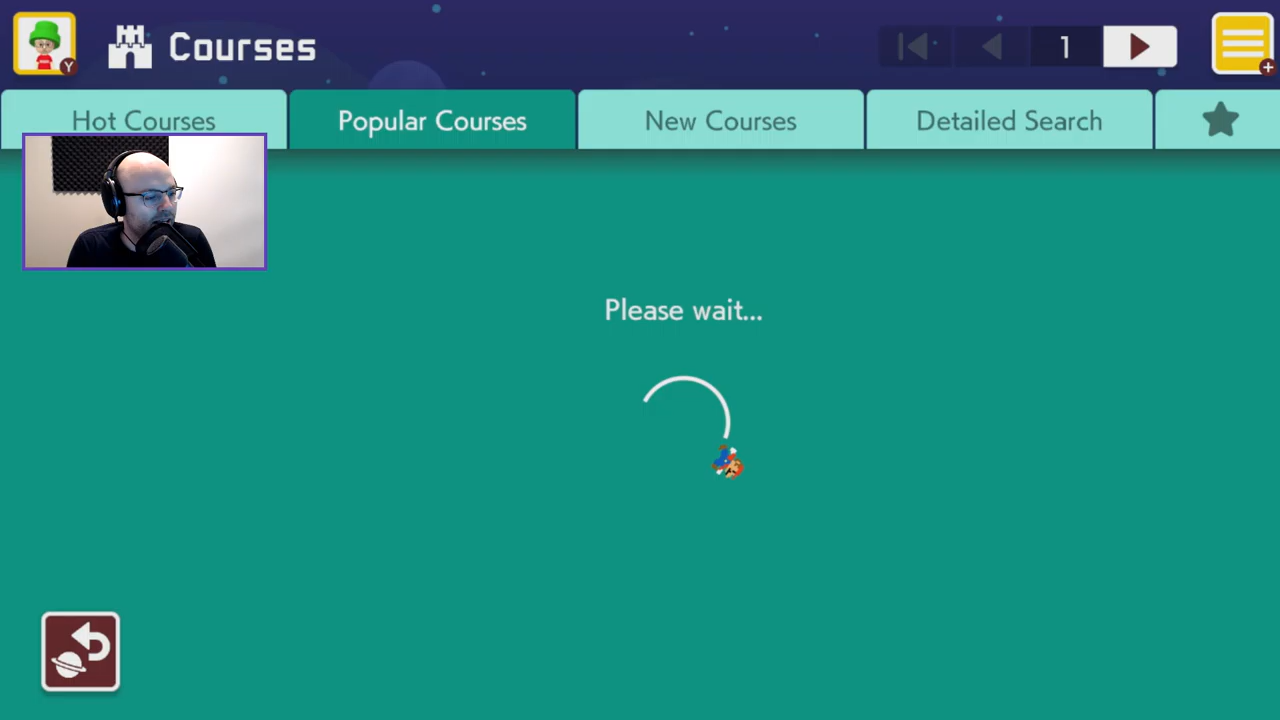 Y
Courses
1
+
Hot Courses
Popular Courses
New Courses
Detailed Search
Please wait...